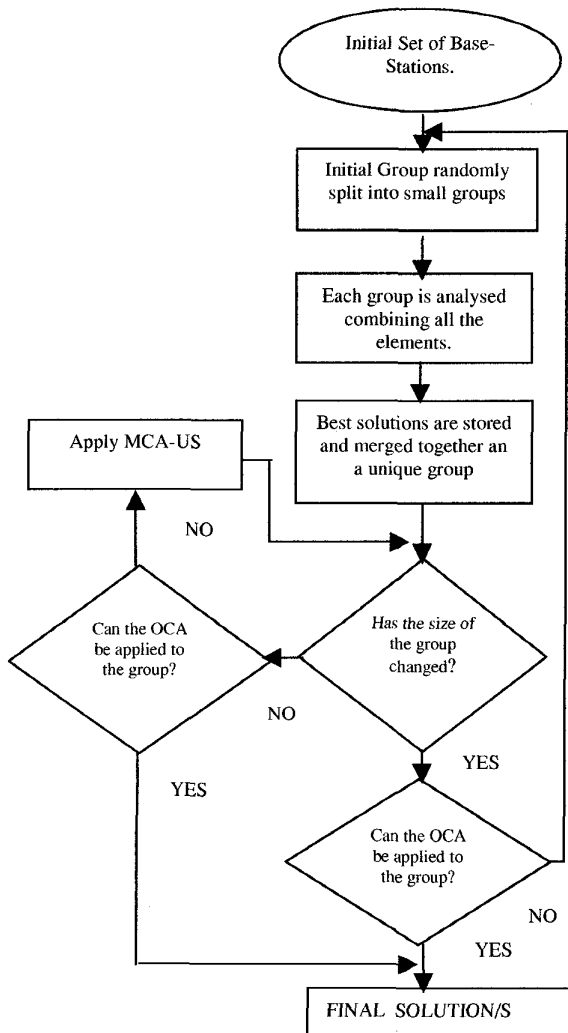 Initial Set of Base-
Stations.
Initial Group randomly
split into small groups
Each group is analysed
combining all the
elements.
Best solutions are stored
and merged together an
a unique group
Apply MCA-US
NO
Can the OCA
be applied to
the group?
Has the size of
the group
changed?
NO
YES
YES
Can the OCA
be applied to
the group?
NO
YES
FINAL SOLUTION/S